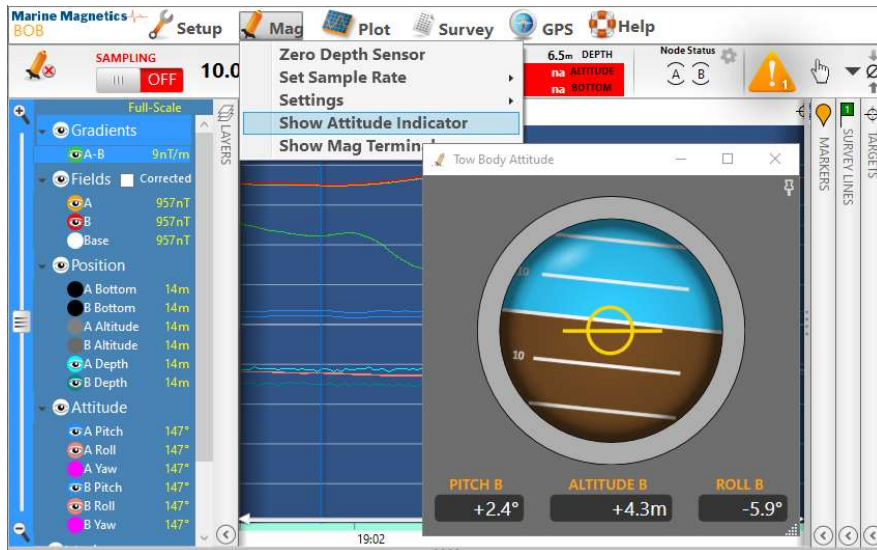 Marine Magnetics
BOB
Setup
Mag
Plot
Survey
GPS
Help
SAMPLING
OFF
10.0
Zero Depth Sensor
Set Sample Rate
Settings
Show Attitude Indicator
Show Mag Terminal
6.5m DEPTH
na ALTITUDE
na BOTTOM
Node Status
A B
1
Full-Scale
Gradients
A-B 9nT/m
Fields Corrected
A 957nT
B 957nT
Base 957nT
Position
A Bottom 14m
B Bottom 14m
A Altitude 14m
B Altitude 14m
A Depth 14m
B Depth 14m
Attitude
A Pitch 147°
A Roll 147°
A Yaw 147°
B Pitch 147°
B Roll 147°
B Yaw 147°
LAYERS
19:02
Tow Body Attitude
10
10
PITCH B
+2.4°
ALTITUDE B
+4.3m
ROLL B
-5.9°
MARKERS
1
SURVEY LINES
TARGETS